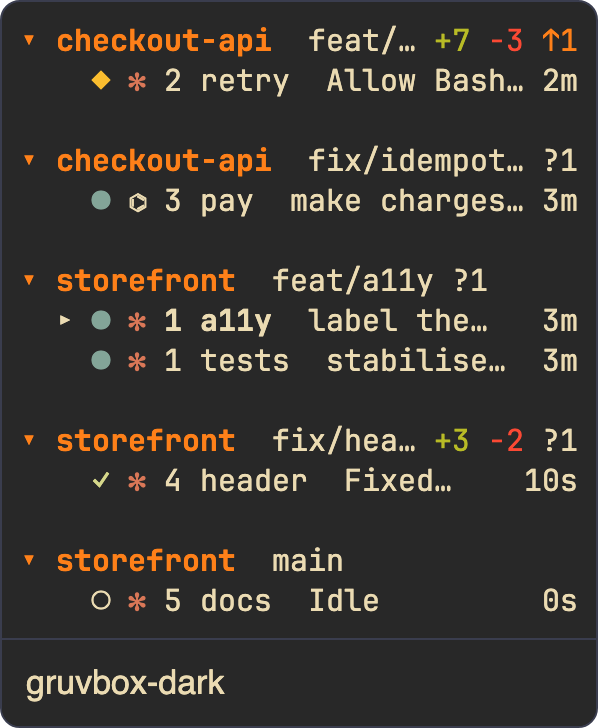 ▾ checkout-api feat/… +7 -3 ↑1
◆ ✻ 2 retry Allow Bash… 2m
▾ checkout-api fix/idempot… ?1
● ⌬ 3 pay make charges… 3m
▾ storefront feat/a11y ?1
▸ ● ✻ 1 a11y label the… 3m
● ✻ 1 tests stabilise… 3m
▾ storefront fix/hea… +3 -2 ?1
✓ ✻ 4 header Fixed… 10s
▾ storefront main
○ ✻ 5 docs Idle 0s
gruvbox-dark